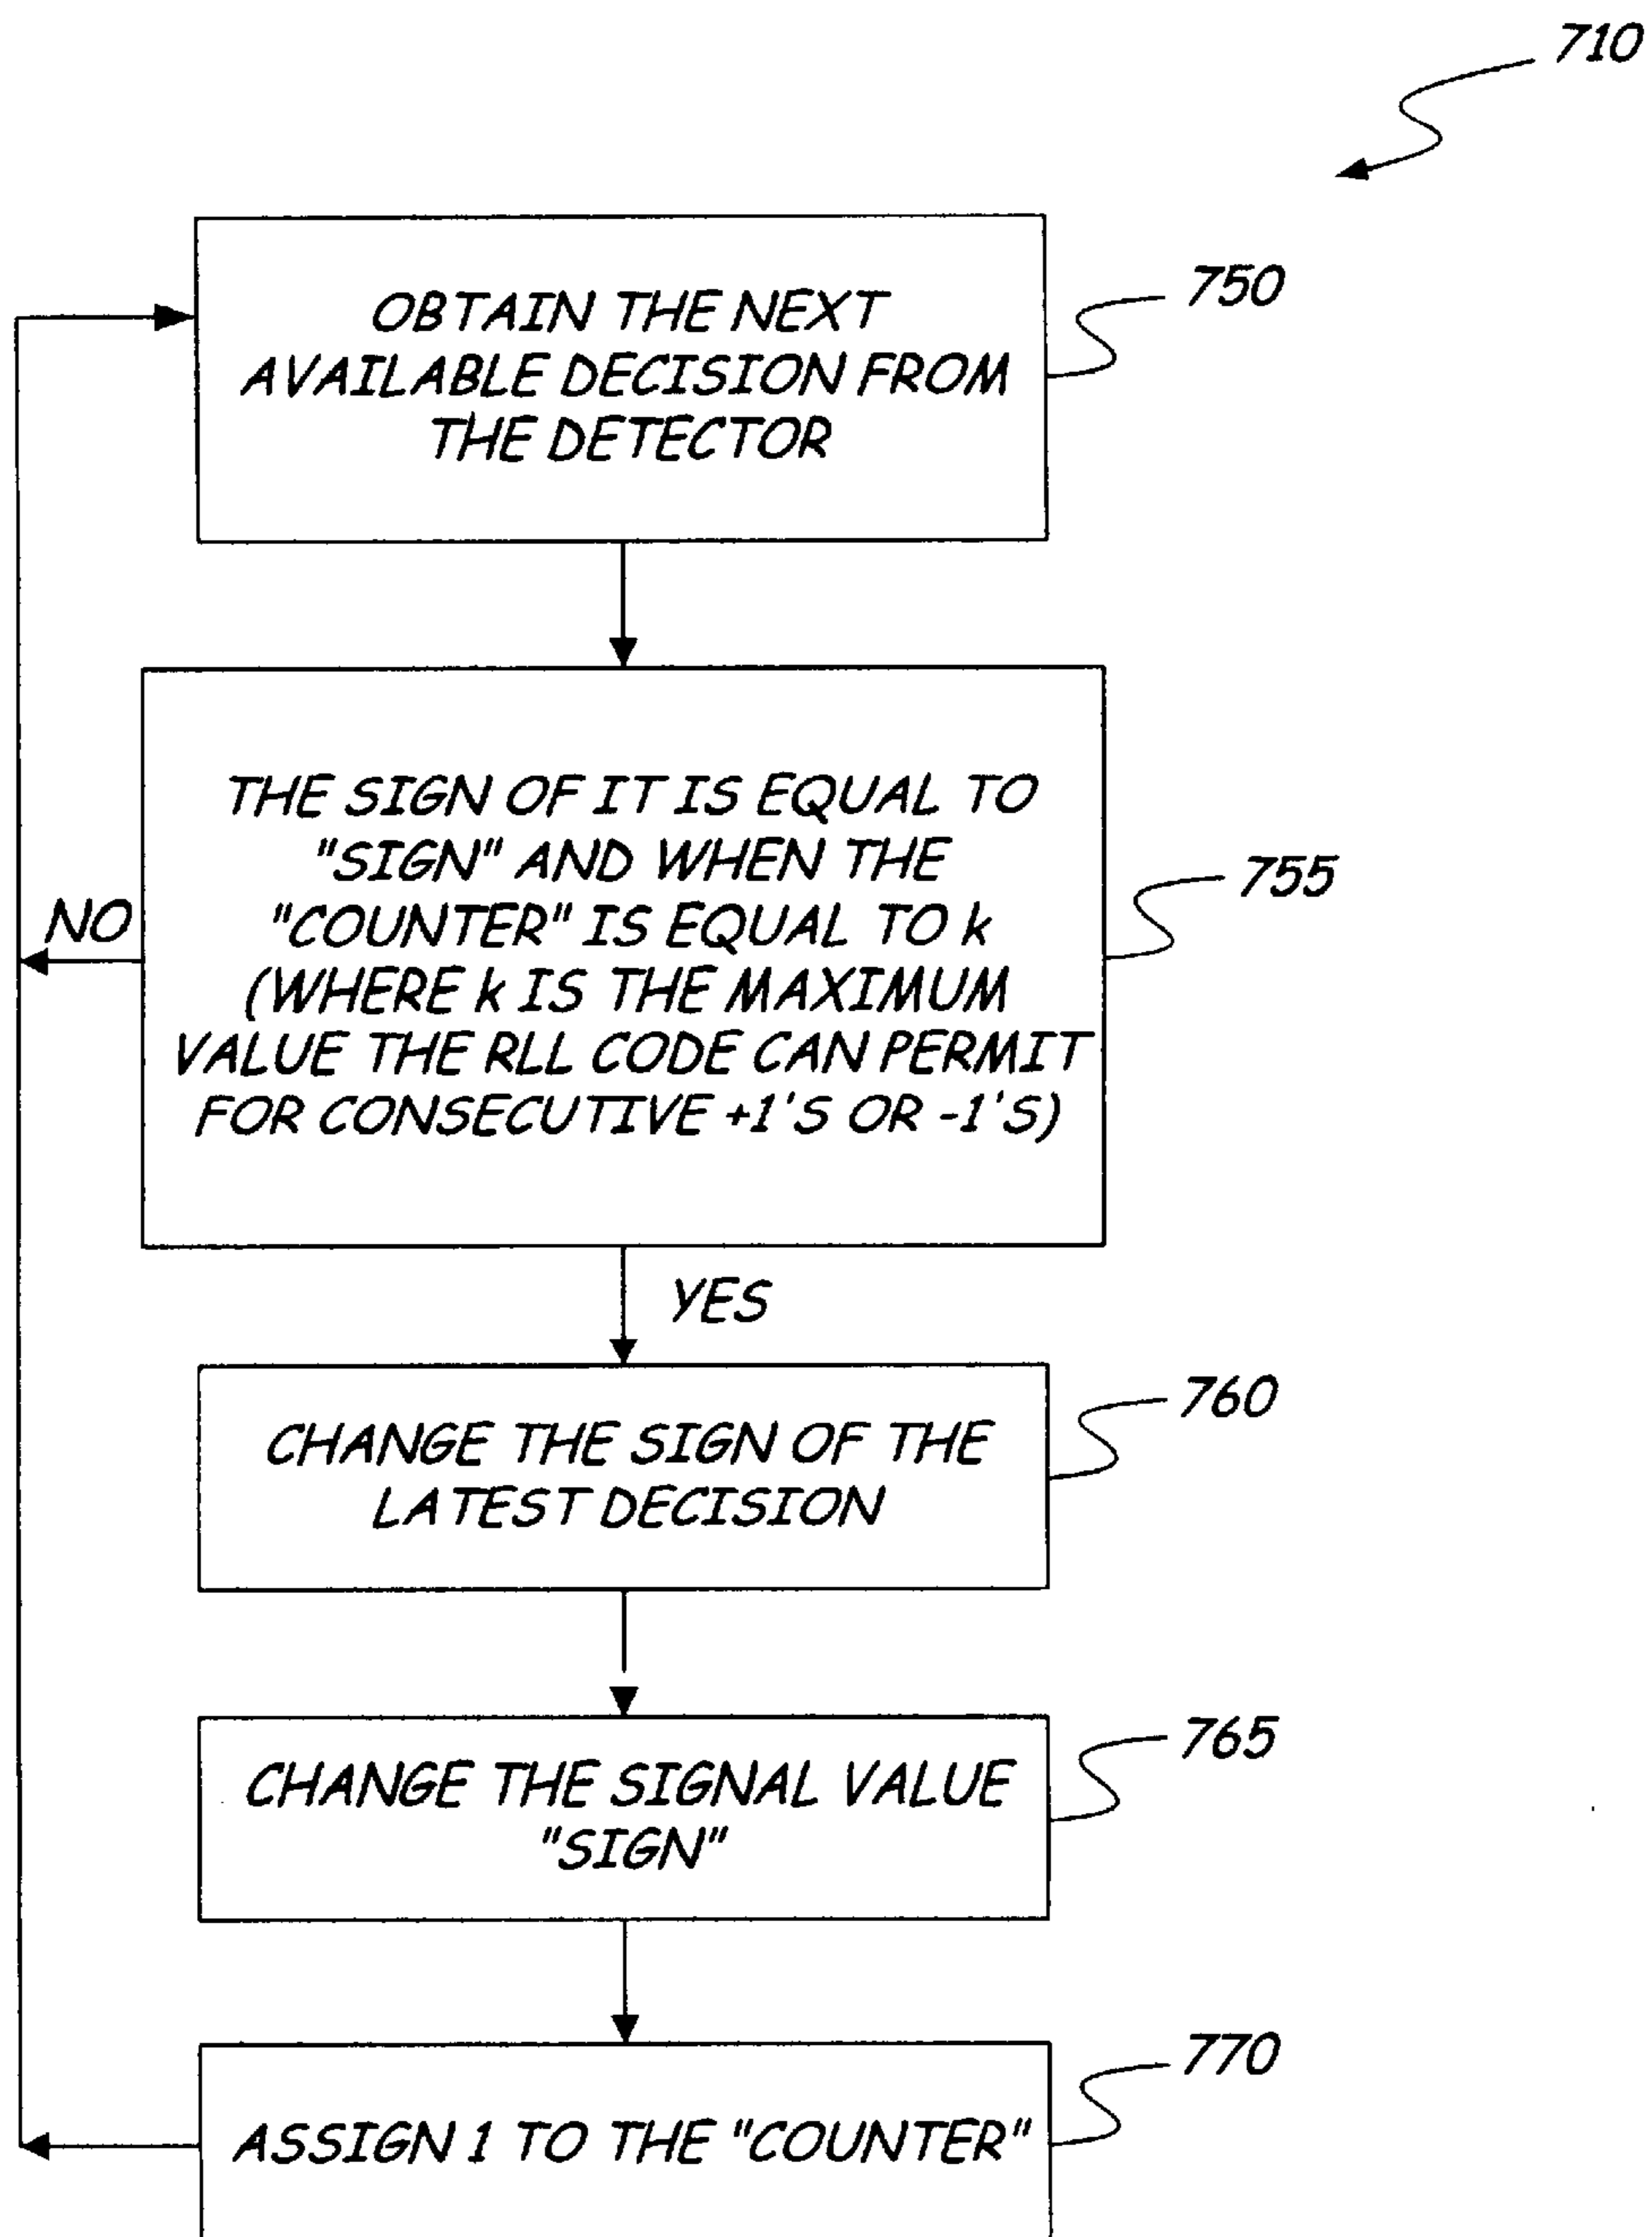 710
OBTAIN THE NEXT
AVAILABLE DECISION FROM
THE DETECTOR
750
THE SIGN OF IT IS EQUAL TO
"SIGN" AND WHEN THE
"COUNTER" IS EQUAL TO k
(WHERE k IS THE MAXIMUM
VALUE THE RLL CODE CAN PERMIT
FOR CONSECUTIVE +1'S OR -1'S)
755
NO
YES
CHANGE THE SIGN OF THE
LATEST DECISION
760
CHANGE THE SIGNAL VALUE
"SIGN"
765
ASSIGN 1 TO THE "COUNTER"
770